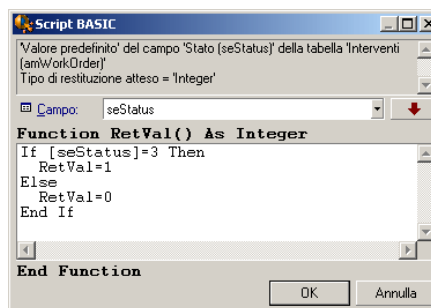 Script BASIC
'Valore predefinito' del campo 'Stato (seStatus)' della tabella 'Interventi
(amWorkOrder)'
Tipo di restituzione atteso = 'Integer'
Campo: seStatus
Function RetVal() As Integer
If [seStatus]=3 Then
  RetVal=1
Else
  RetVal=0
End If
End Function
OK Annulla